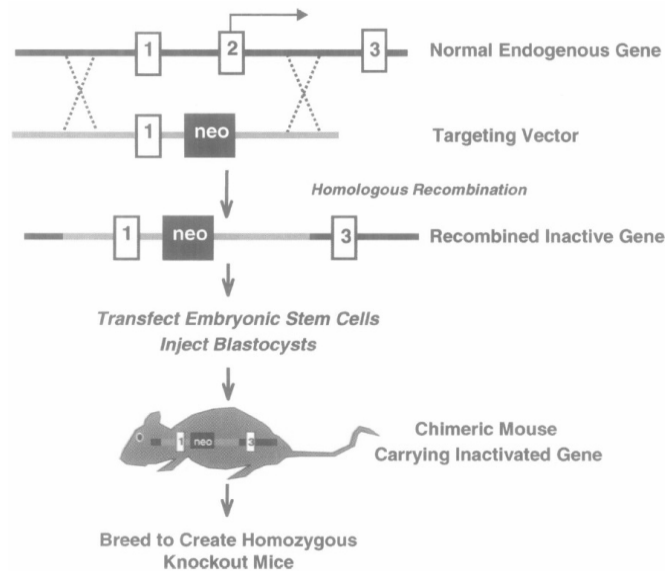 1 2 3 Normal Endogenous Gene
1 neo Targeting Vector
Homologous Recombination
1 neo 3 Recombined Inactive Gene
Transfect Embryonic Stem Cells
Inject Blastocysts
1 neo 3
Chimeric Mouse
Carrying Inactivated Gene
Breed to Create Homozygous
Knockout Mice